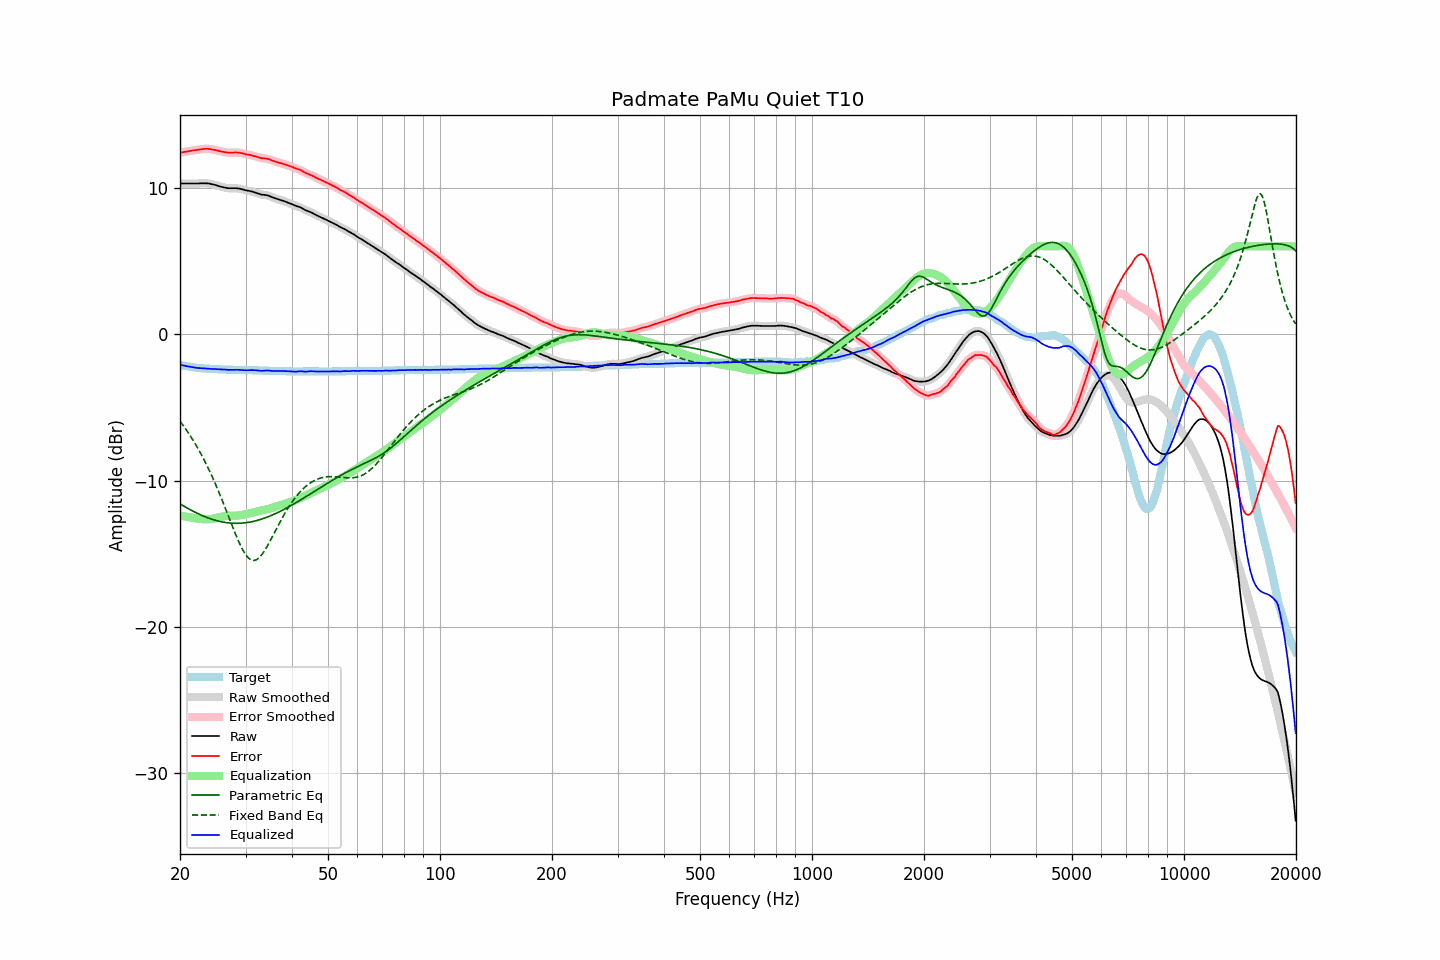 Padmate PaMu Quiet T10
Amplitude (dBr)
10
0
−10
−20
−30
Target
Raw Smoothed
Error Smoothed
Raw
Error
Equalization
Parametric Eq
Fixed Band Eq
Equalized
20 50 100 200 500 1000 2000 5000 10000 20000
Frequency (Hz)